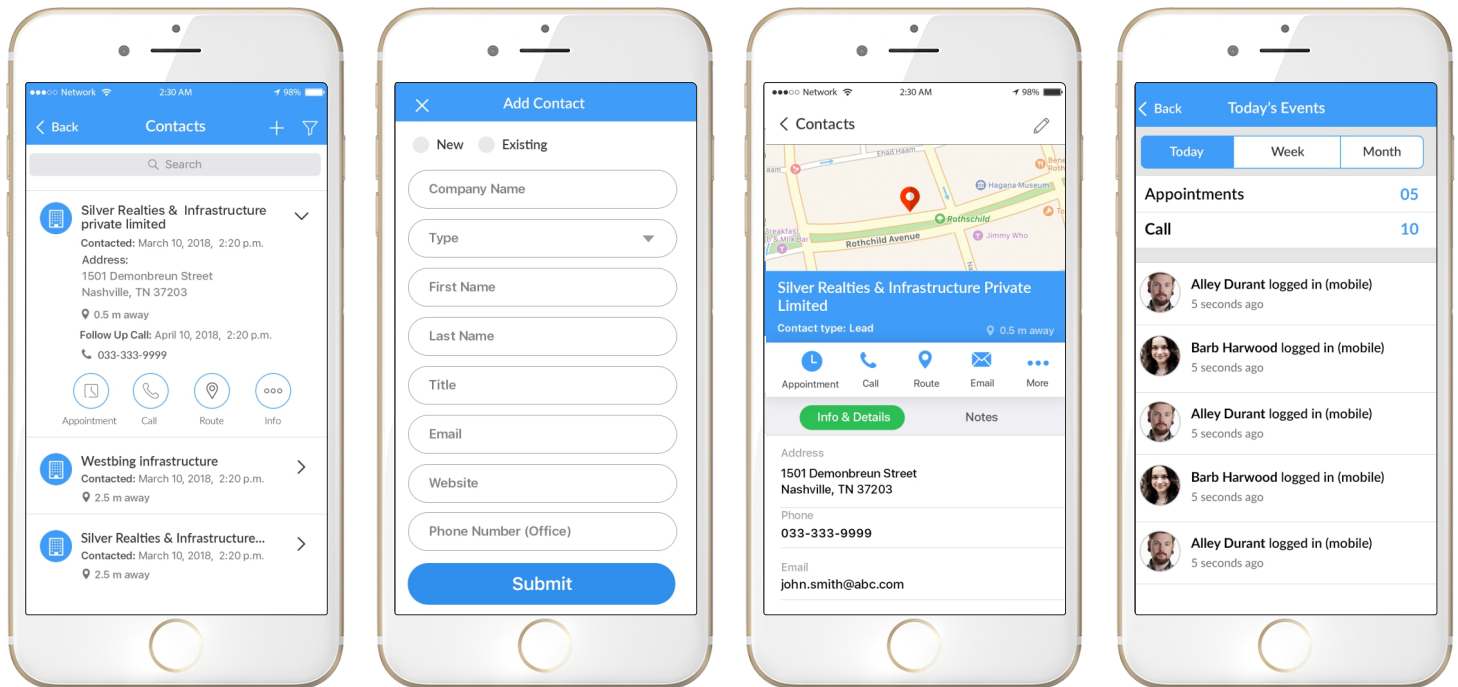 Network
2:30 AM
98%
Back
Contacts
Search
Silver Realties & Infrastructure
private limited
Contacted: March 10, 2018, 2:20 p.m.
Address:
1501 Demonbreun Street
Nashville, TN 37203
0.5 m away
Follow Up Call: April 10, 2018, 2:20 p.m.
033-333-9999
Appointment
Call
Route
Info
Westbing infrastructure
Contacted: March 10, 2018, 2:20 p.m.
2.5 m away
Silver Realties & Infrastructure...
Contacted: March 10, 2018, 2:20 p.m.
2.5 m away
Add Contact
New
Existing
Company Name
Type
First Name
Last Name
Title
Email
Website
Phone Number (Office)
Submit
Network
2:30 AM
98%
Contacts
Hagana Museum
Rothschild
Jimmy Who
Rothchild Avenue
Silver Realties & Infrastructure Private
Limited
Contact type: Lead
0.5 m away
Appointment
Call
Route
Email
More
Info & Details
Notes
Address
1501 Demonbreun Street
Nashville, TN 37203
Phone
033-333-9999
Email
john.smith@abc.com
Back
Today's Events
Today
Week
Month
Appointments
05
Call
10
Alley Durant logged in (mobile)
5 seconds ago
Barb Harwood logged in (mobile)
5 seconds ago
Alley Durant logged in (mobile)
5 seconds ago
Barb Harwood logged in (mobile)
5 seconds ago
Alley Durant logged in (mobile)
5 seconds ago